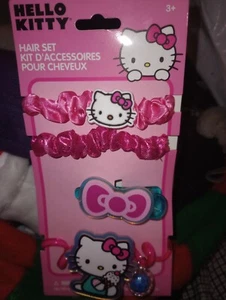 HELLO
KITTY
3+
HAIR SET
KIT D'ACCESSOIRES
POUR CHEVEUX